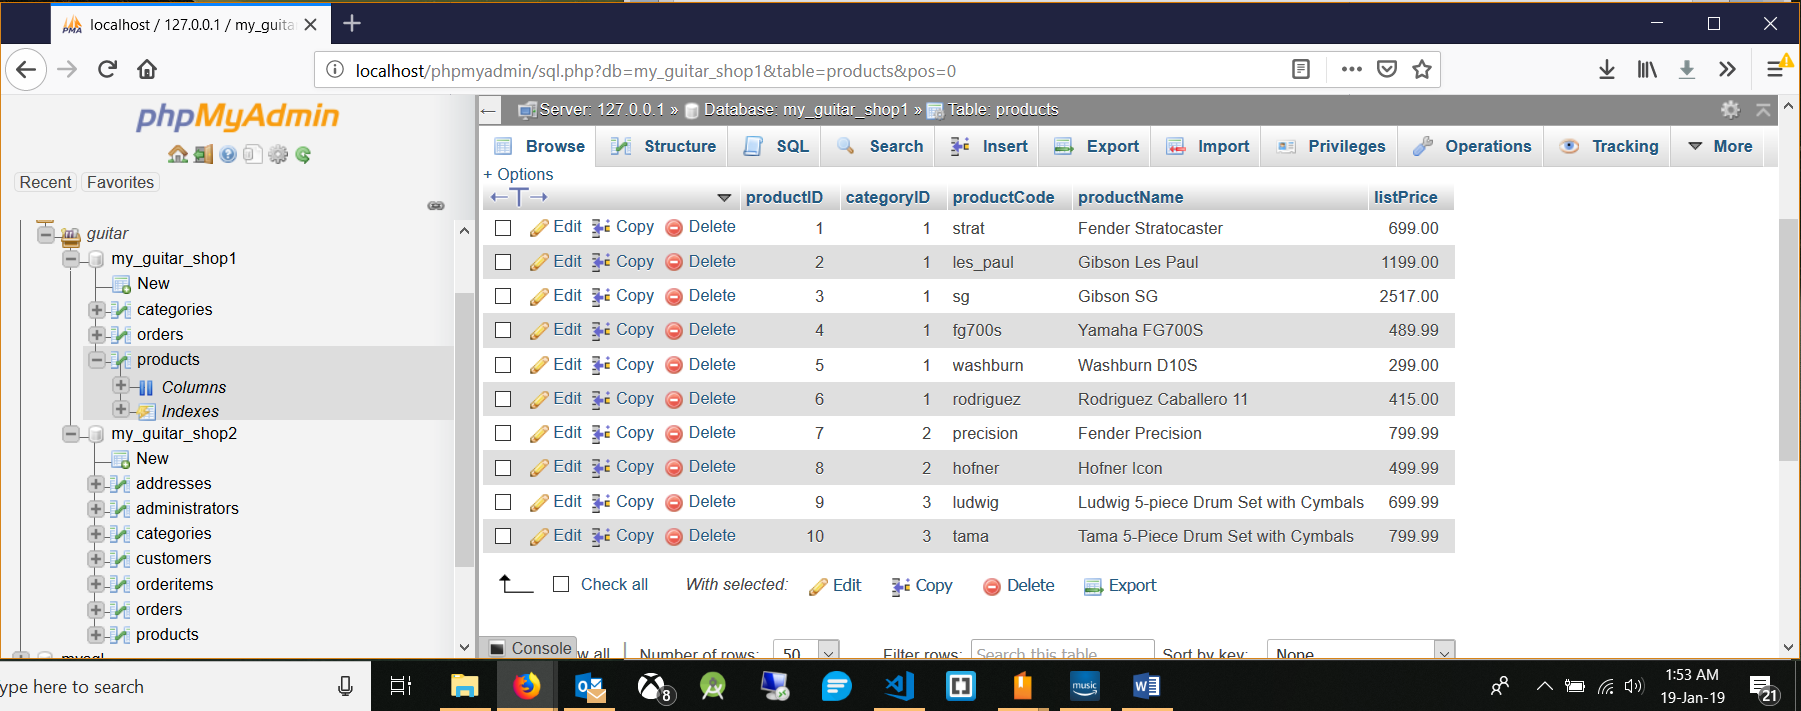 localhost / 127.0.0.1 / my_guita
localhost/phpmyadmin/sql.php?db=my_guitar_shop1&table=products&pos=0
phpMyAdmin
Recent Favorites
guitar
my_guitar_shop1
New
categories
orders
products
Columns
Indexes
my_guitar_shop2
New
addresses
administrators
categories
customers
orderitems
orders
products
mysql
Server: 127.0.0.1 » Database: my_guitar_shop1 » Table: products
Browse Structure SQL Search Insert Export Import Privileges Operations Tracking More
+ Options
productID categoryID productCode productName listPrice
Edit Copy Delete 1 1 strat Fender Stratocaster 699.00
Edit Copy Delete 2 1 les_paul Gibson Les Paul 1199.00
Edit Copy Delete 3 1 sg Gibson SG 2517.00
Edit Copy Delete 4 1 fg700s Yamaha FG700S 489.99
Edit Copy Delete 5 1 washburn Washburn D10S 299.00
Edit Copy Delete 6 1 rodriguez Rodriguez Caballero 11 415.00
Edit Copy Delete 7 2 precision Fender Precision 799.99
Edit Copy Delete 8 2 hofner Hofner Icon 499.99
Edit Copy Delete 9 3 ludwig Ludwig 5-piece Drum Set with Cymbals 699.99
Edit Copy Delete 10 3 tama Tama 5-Piece Drum Set with Cymbals 799.99
Check all With selected: Edit Copy Delete Export
Console w all Number of rows: 50 Filter rows: Search this table Sort by key: None
ype here to search
8
music
1:53 AM
19-Jan-19
21